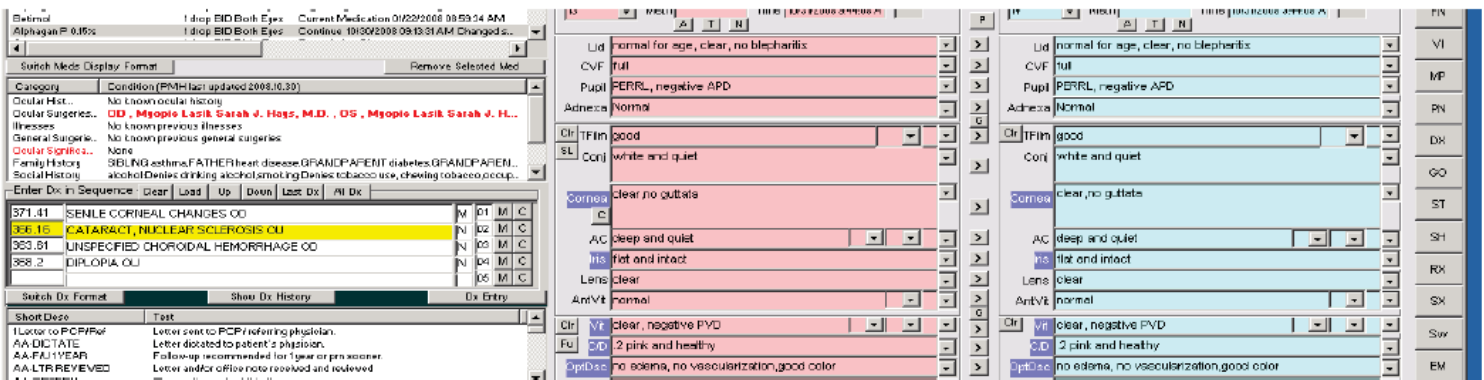 Betimol 1 drop BID Both Eyes Current Medication 01/22/2008 08:59:34 AM
Alphagan P 0.15% 1 drop BID Both Eyes Continue 10/30/2008 09:13:31 AM Changed s..
Switch Meds Display Format Remove Selected Med
Category Condition (PMH last updated 2008.10.30)
Ocular Hist... No known ocular history
Ocular Surgeries.. OD , Myopic Lasik Sarah J. Hays, M.D. , OS , Myopic Lasik Sarah J. H...
Illnesses No known previous illnesses
General Surgerie.. No known previous general surgeries
Ocular Significa.. None
Family History SIBLING asthma,FATHER heart disease,GRANDPARENT diabetes,GRANDPAREN...
Social History alcohol:Denies drinking alcohol,smoking:Denies tobacco use, chewing tobacco,occup..
Enter Dx in Sequence Clear Load Up Down Last Dx All Dx
371.41 SENILE CORNEAL CHANGES OD M 01 M C
366.16 CATARACT, NUCLEAR SCLEROSIS OU N 02 M C
363.61 UNSPECIFIED CHOROIDAL HEMORRHAGE OD N 03 M C
368.2 DIPLOPIA OU N 04 M C
05 M C
Switch Dx Format Show Dx History Dx Entry
Short Desc Text
1Letter to PCP/Ref Letter sent to PCP/ referring physician.
AA-DICTATE Letter dictated to patient's physician.
AA-F/U 1YEAR Follow-up recommended for 1year or prn sooner.
AA-LTR REVIEWED Letter and/or office note received and reviewed
A T N
Lid normal for age, clear, no blepharitis
CVF full
Pupil PERRL, negative APD
Adnexa Normal
Clr TFilm good
SL Conj white and quiet
Cornea clear,no guttata
C
AC deep and quiet
Iris flat and intact
Lens clear
AntVit normal
Clr Vit clear, negative PVD
Fu C/D .2 pink and healthy
OptDsc no edema, no vascularization,good color
P
G
G
A T N
Lid normal for age, clear, no blepharitis
CVF full
Pupil PERRL, negative APD
Adnexa Normal
Clr TFilm good
Conj white and quiet
Cornea clear,no guttata
AC deep and quiet
Iris flat and intact
Lens clear
AntVit normal
Clr Vit clear, negative PVD
C/D .2 pink and healthy
OptDsc no edema, no vascularization,good color
VI
MP
PN
DX
GO
ST
SH
RX
SX
EM